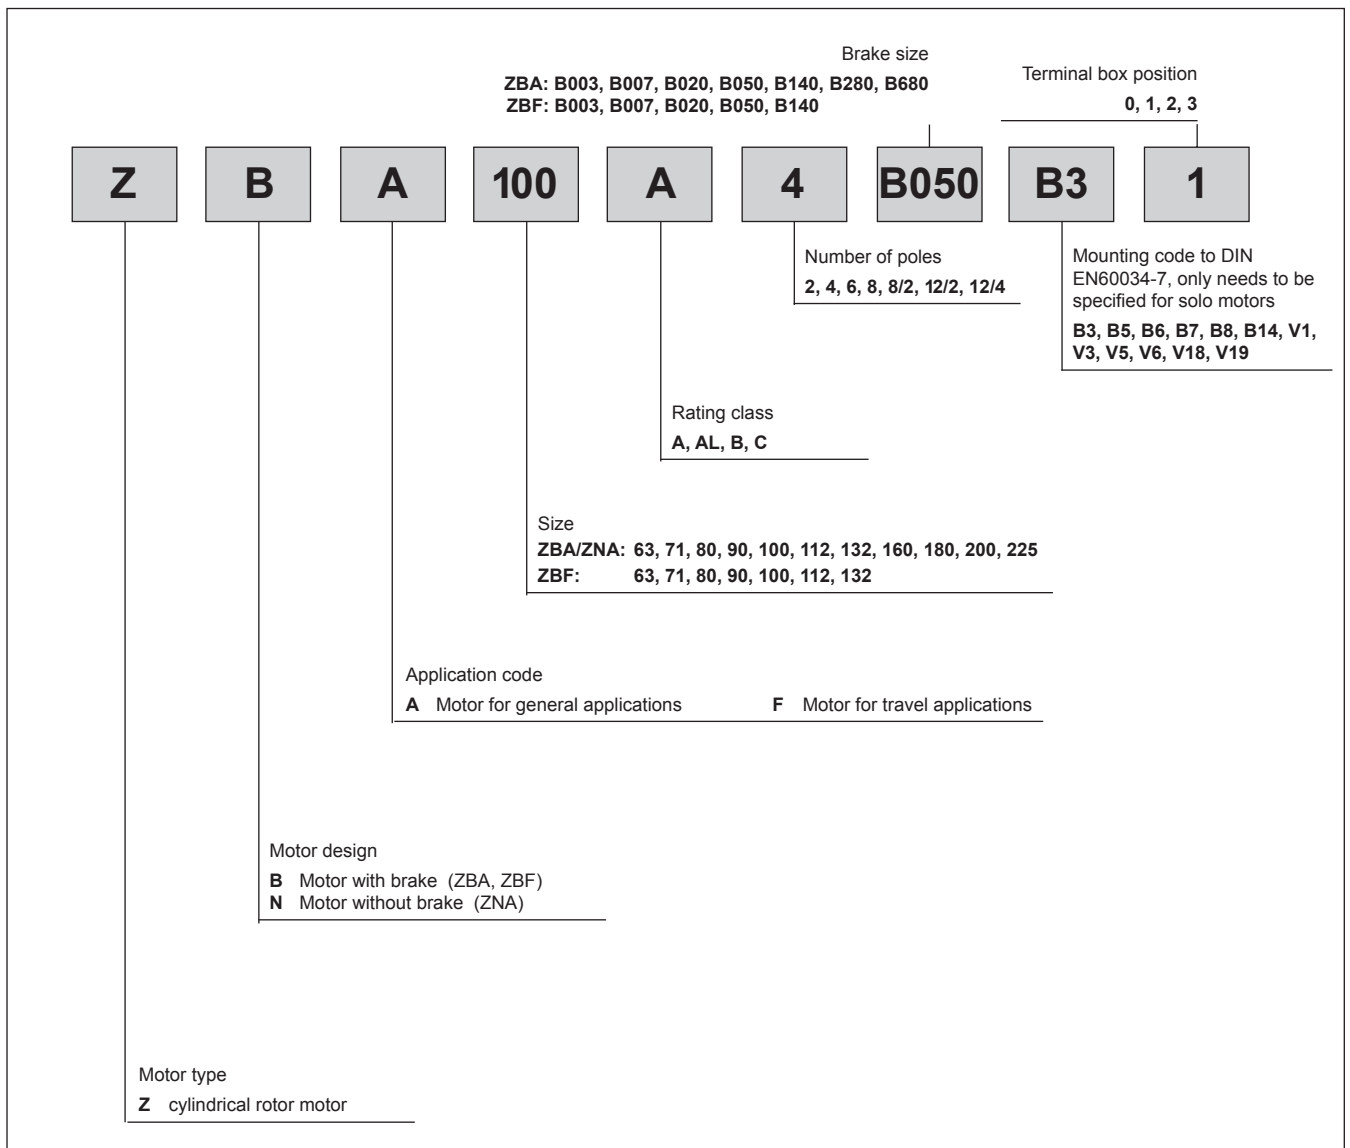 Brake size
ZBA: B003, B007, B020, B050, B140, B280, B680
ZBF: B003, B007, B020, B050, B140
Terminal box position
0, 1, 2, 3
Z B A 100 A 4 B050 B3 1
Number of poles
2, 4, 6, 8, 8/2, 12/2, 12/4
Mounting code to DIN
EN60034-7, only needs to be
specified for solo motors
B3, B5, B6, B7, B8, B14, V1,
V3, V5, V6, V18, V19
Rating class
A, AL, B, C
Size
ZBA/ZNA: 63, 71, 80, 90, 100, 112, 132, 160, 180, 200, 225
ZBF: 63, 71, 80, 90, 100, 112, 132
Application code
A Motor for general applications F Motor for travel applications
Motor design
B Motor with brake (ZBA, ZBF)
N Motor without brake (ZNA)
Motor type
Z cylindrical rotor motor